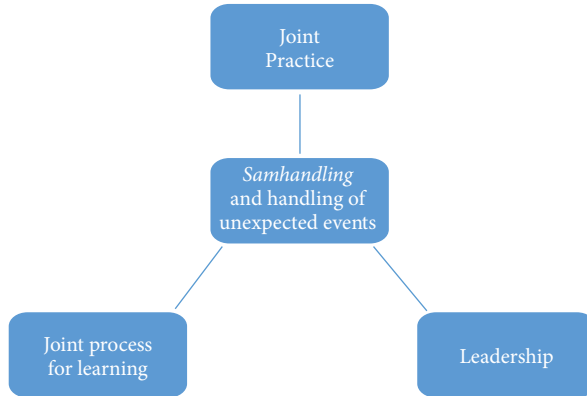 Joint
Practice
Samhandling
and handling of
unexpected events
Joint process
for learning
Leadership